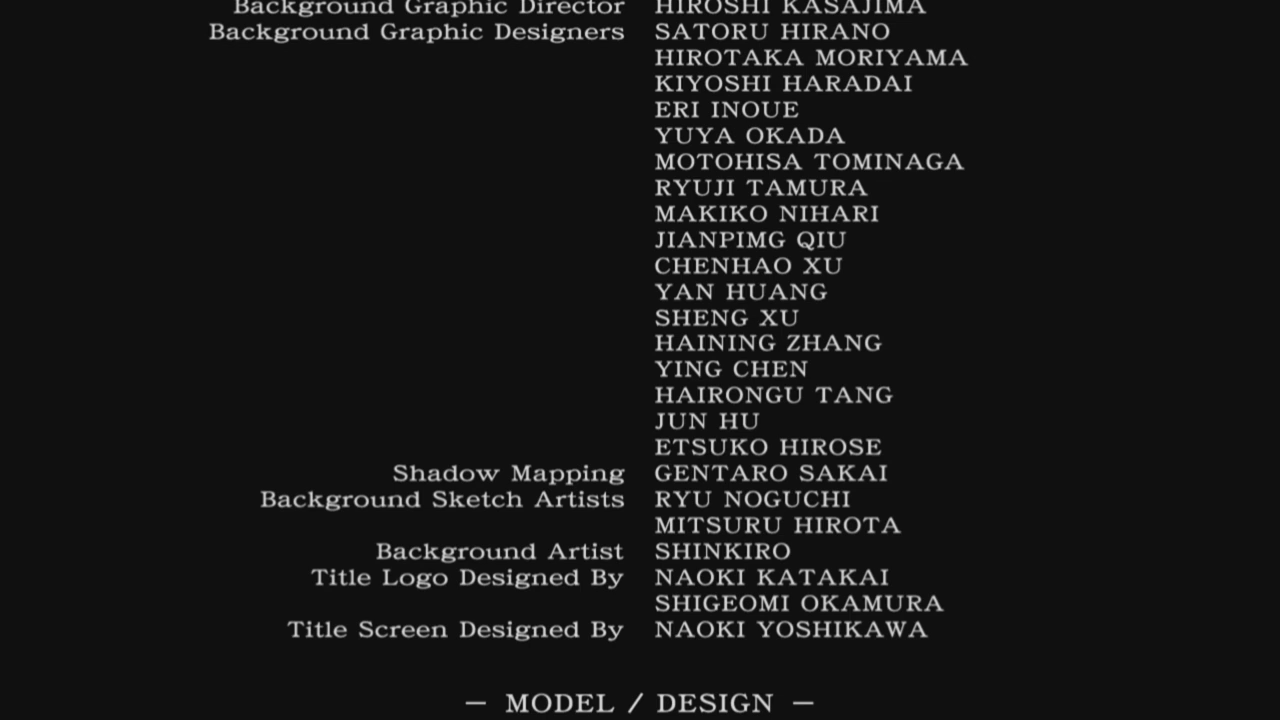 Background Graphic Director HIROSHI KASAJIMA
Background Graphic Designers SATORU HIRANO
HIROTAKA MORIYAMA
KIYOSHI HARADAI
ERI INOUE
YUYA OKADA
MOTOHISA TOMINAGA
RYUJI TAMURA
MAKIKO NIHARI
JIANPIMG QIU
CHENHAO XU
YAN HUANG
SHENG XU
HAINING ZHANG
YING CHEN
HAIRONGU TANG
JUN HU
ETSUKO HIROSE
Shadow Mapping GENTARO SAKAI
Background Sketch Artists RYU NOGUCHI
MITSURU HIROTA
Background Artist SHINKIRO
Title Logo Designed By NAOKI KATAKAI
SHIGEOMI OKAMURA
Title Screen Designed By NAOKI YOSHIKAWA
— MODEL / DESIGN —